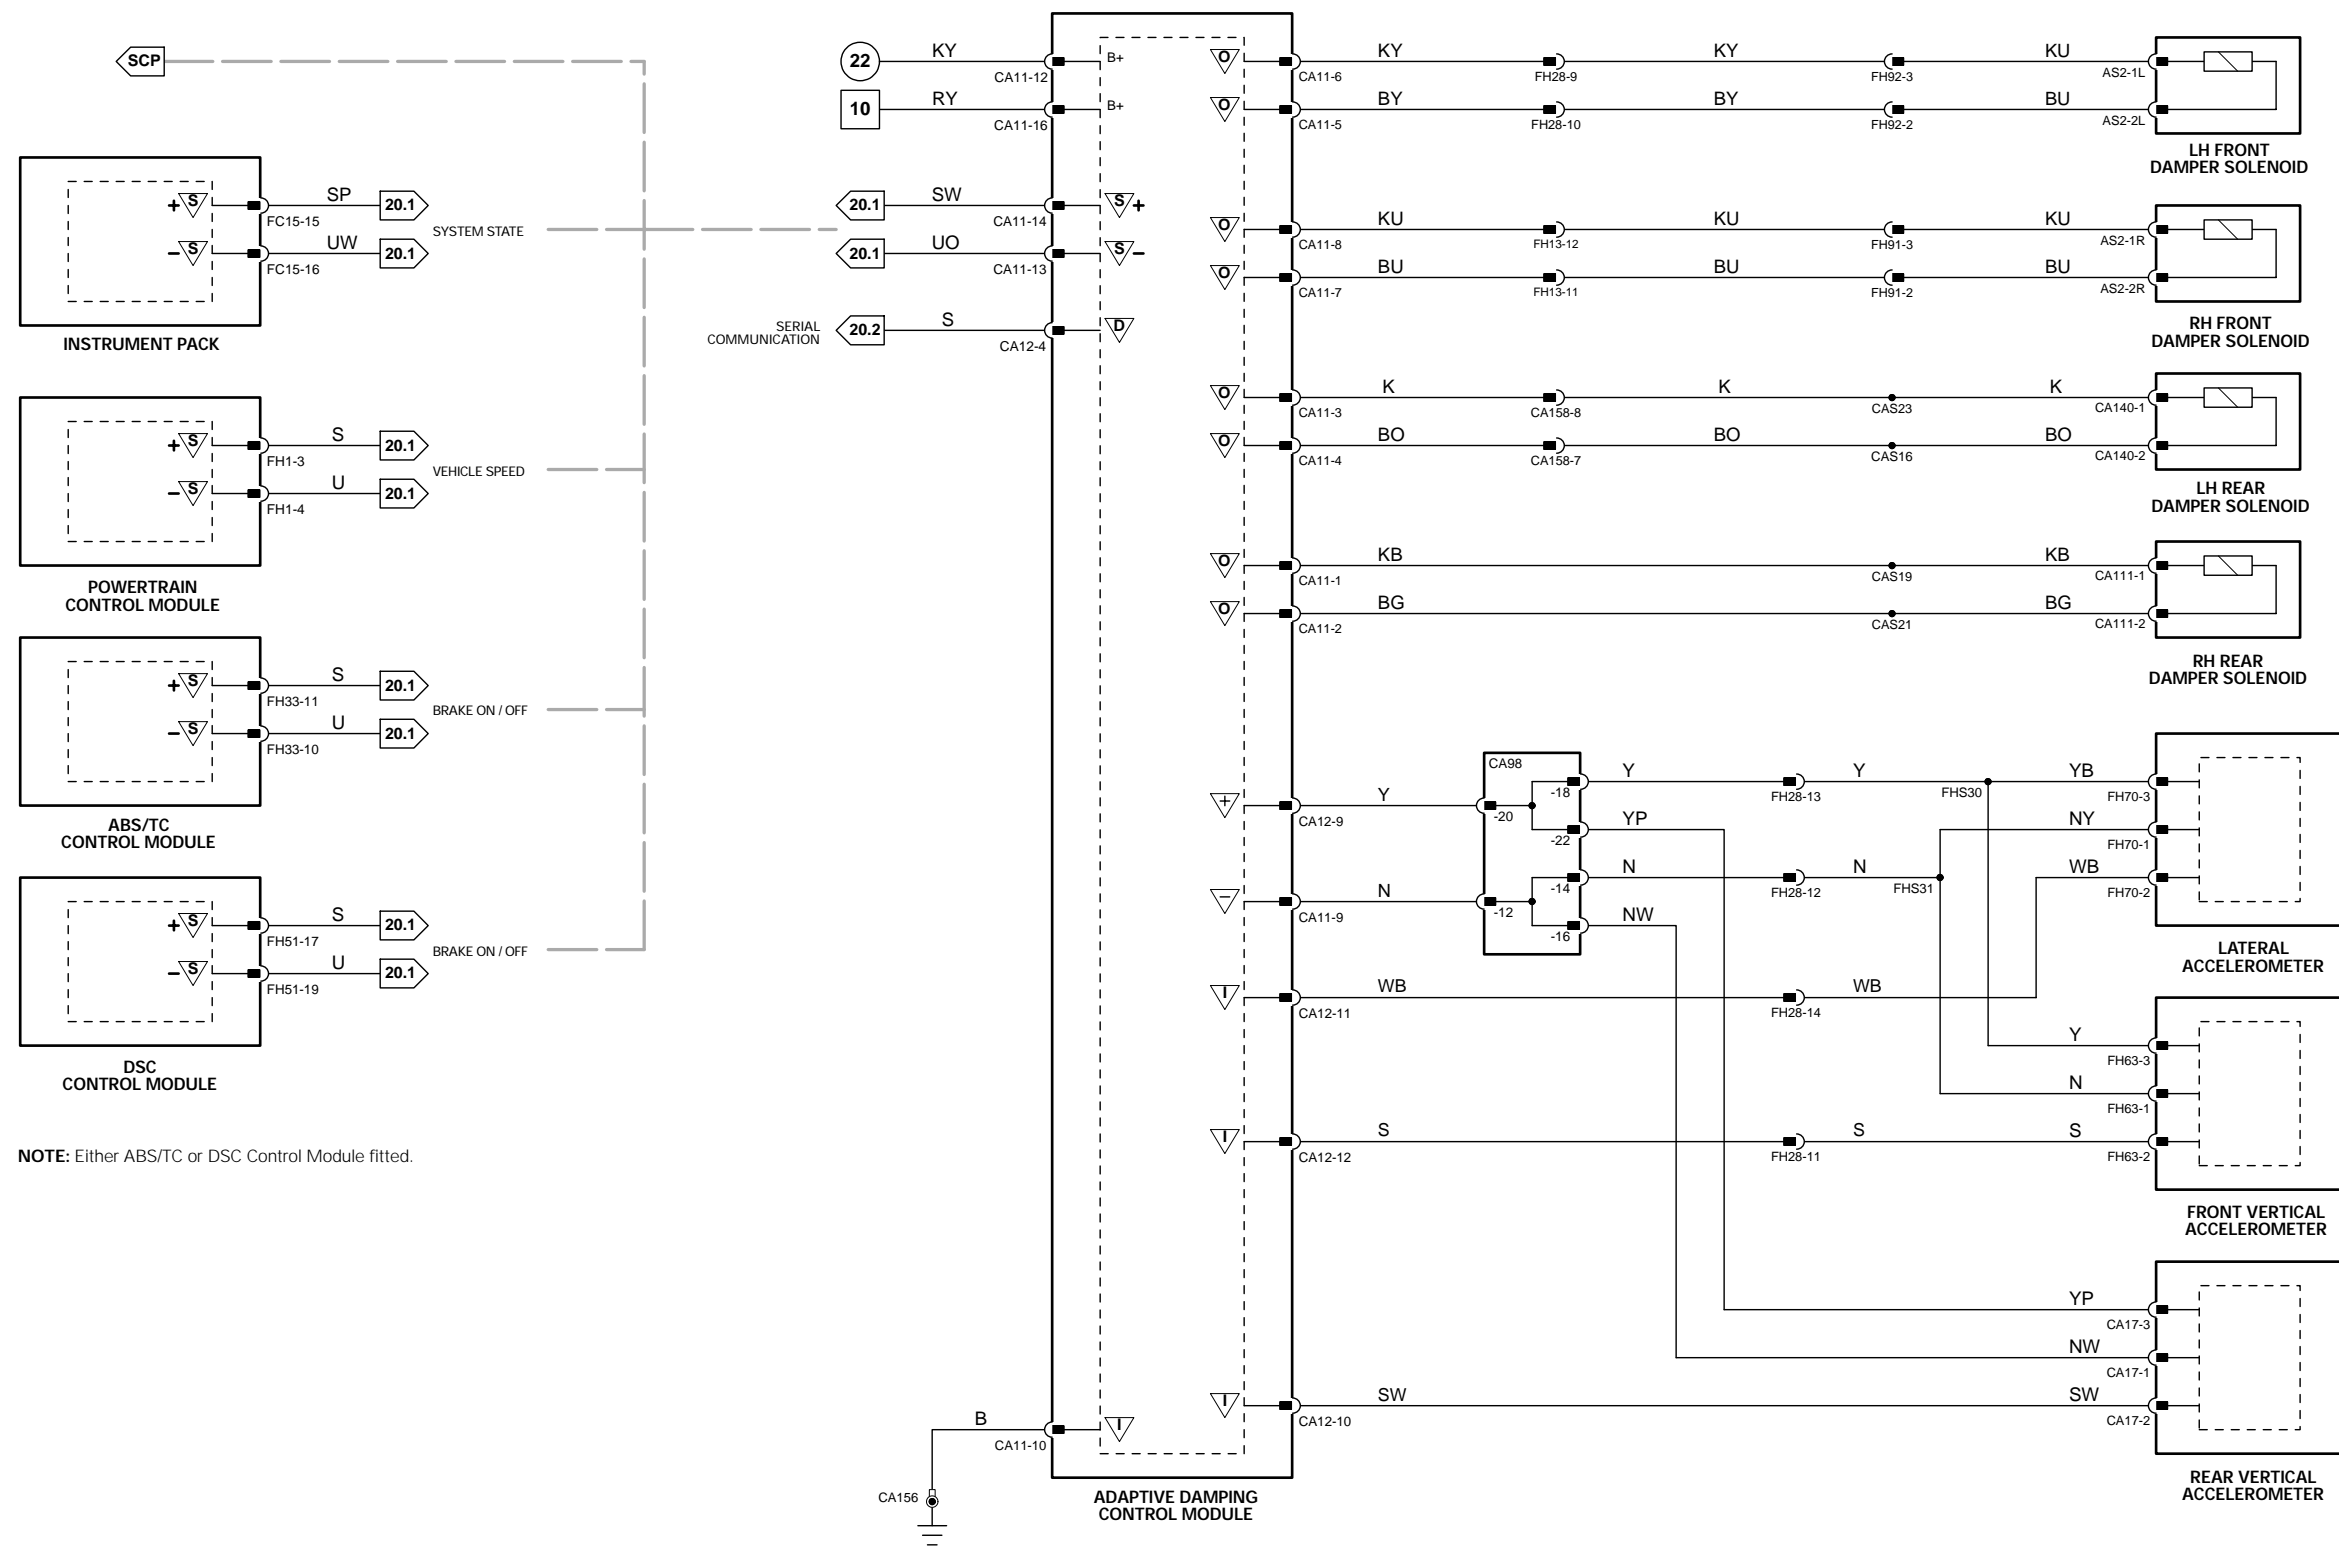 SCP
+ S SP 20.1
FC15-15
SYSTEM STATE
− S UW 20.1
FC15-16
INSTRUMENT PACK
+ S S 20.1
FH1-3
VEHICLE SPEED
− S U 20.1
FH1-4
POWERTRAIN
CONTROL MODULE
+ S S 20.1
FH33-11
BRAKE ON / OFF
− S U 20.1
FH33-10
ABS/TC
CONTROL MODULE
+ S S 20.1
FH51-17
BRAKE ON / OFF
− S U 20.1
FH51-19
DSC
CONTROL MODULE
NOTE: Either ABS/TC or DSC Control Module fitted.
22 KY B+
CA11-12
10 RY B+
CA11-16
20.1 SW S +
CA11-14
20.1 UO S −
CA11-13
SERIAL
COMMUNICATION
20.2 S D
CA12-4
B I
CA11-10
CA156
ADAPTIVE DAMPING
CONTROL MODULE
O KY KY KU
CA11-6 FH28-9 FH92-3 AS2-1L
O BY BY BU
CA11-5 FH28-10 FH92-2 AS2-2L
LH FRONT
DAMPER SOLENOID
O KU KU KU
CA11-8 FH13-12 FH91-3 AS2-1R
O BU BU BU
CA11-7 FH13-11 FH91-2 AS2-2R
RH FRONT
DAMPER SOLENOID
O K K K
CA11-3 CA158-8 CAS23 CA140-1
O BO BO BO
CA11-4 CA158-7 CAS16 CA140-2
LH REAR
DAMPER SOLENOID
O KB KB
CA11-1 CAS19 CA111-1
O BG BG
CA11-2 CAS21 CA111-2
RH REAR
DAMPER SOLENOID
CA98
Y Y YB
-18 FH28-13 FHS30 FH70-3
+ Y
CA12-9 -20
YP NY
-22 FH70-1
N N WB
-14 FH28-12 FHS31 FH70-2
− N
CA11-9 -12
NW
-16
LATERAL
ACCELEROMETER
I WB WB
CA12-11 FH28-14
Y
FH63-3
N
FH63-1
I S S S
CA12-12 FH28-11 FH63-2
FRONT VERTICAL
ACCELEROMETER
YP
CA17-3
NW
CA17-1
I SW SW
CA12-10 CA17-2
REAR VERTICAL
ACCELEROMETER